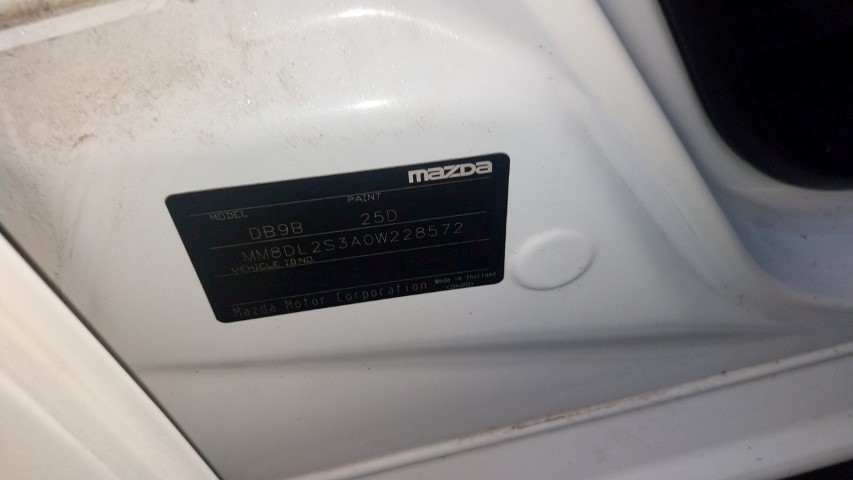 mazda
MODEL PAINT
DB9B 25D
MM8DL2S3A0W228572
VEHICLE ID.NO.
Mazda Motor Corporation Made in Thailand